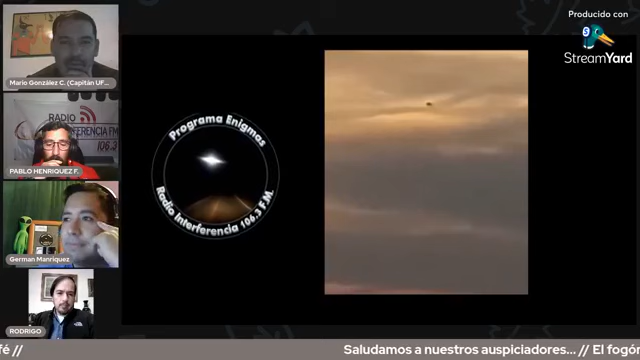 Producido con
StreamYard
Mario González C. (Capitán UF...
RADIO
INTERFERENCIA FM
106.3
PABLO HENRIQUEZ F.
German Manriquez
RODRIGO
Programa Enigmas
Radio Interferencia 106.3 F.M.
fé // Saludamos a nuestros auspiciadores... // El fogón